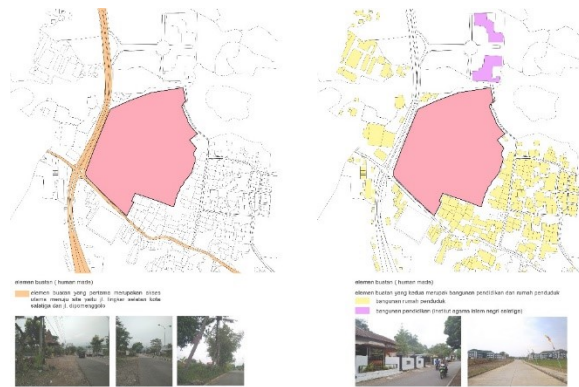 elemen buatan ( human made)
elemen buatan yang pertama merupakan akses
utama menuju site yaitu jl. lingkar selatan kota
salatiga dan jl. dipomenggolo
elemen buatan ( human made)
elemen buatan yang kedua merupak bangunan pendidikan dan rumah penduduk
bangunan rumah penduduk
bangunan pendidikan (institut agama islam negri salatiga)